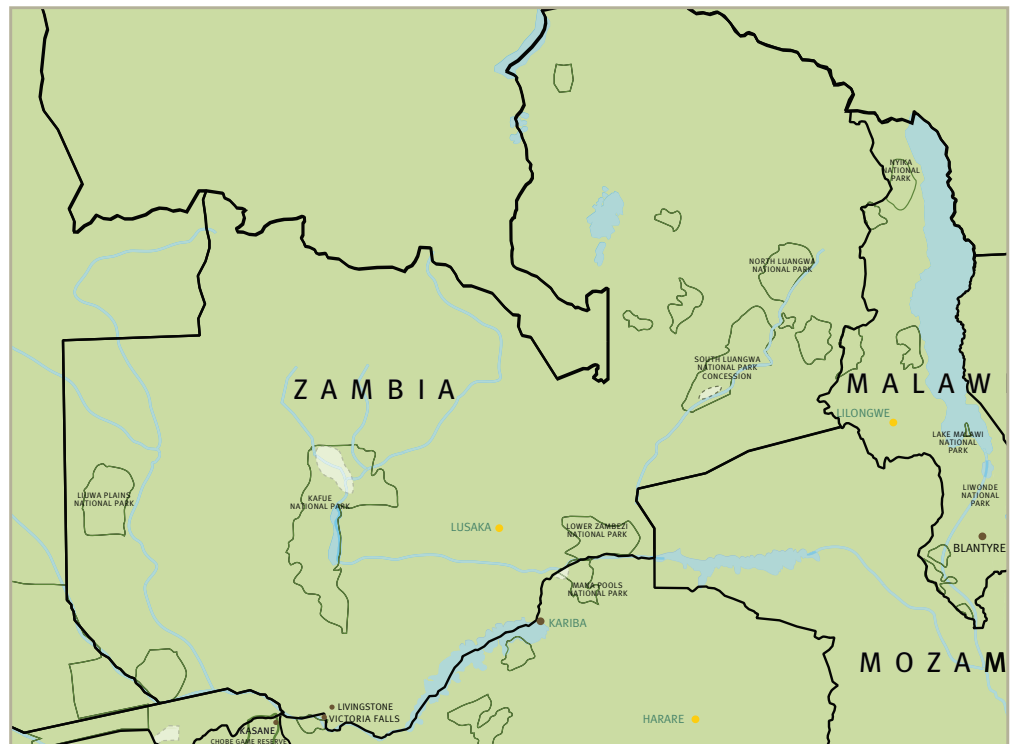 NYIKA
NATIONAL
PARK
NORTH LUANGWA
NATIONAL PARK
SOUTH LUANGWA
NATIONAL PARK
CONCESSION
ZAMBIA
MALAW
LILONGWE
LAKE MALAWI
NATIONAL
PARK
LIUWA PLAINS
NATIONAL PARK
KAFUE
NATIONAL PARK
LIWONDE
NATIONAL
PARK
LUSAKA
LOWER ZAMBEZI
NATIONAL PARK
BLANTYRE
MANA POOLS
NATIONAL PARK
KARIBA
MOZAM
LIVINGSTONE
VICTORIA FALLS
HARARE
KASANE
CHOBE GAME RESERVE